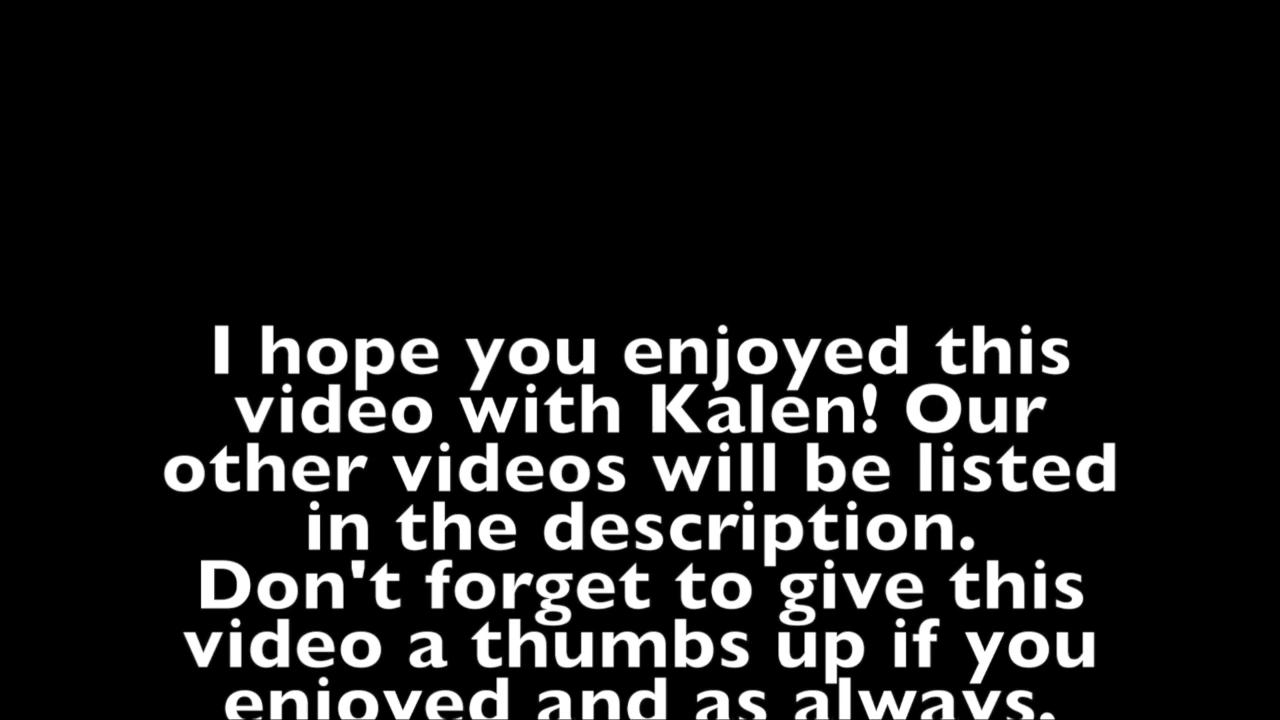 I hope you enjoyed this
video with Kalen! Our
other videos will be listed
in the description.
Don't forget to give this
video a thumbs up if you
enjoyed and as always,